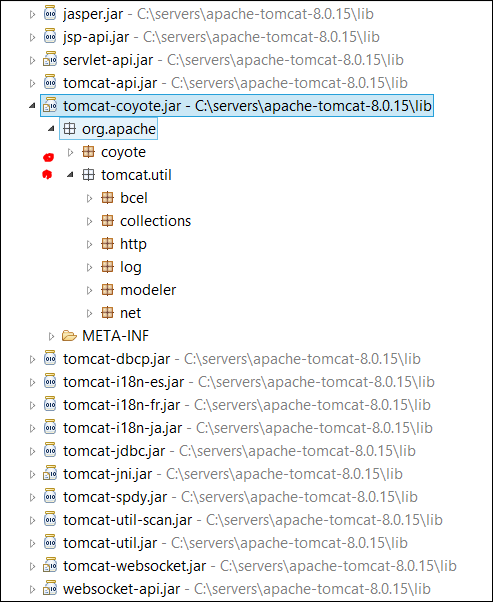 jasper.jar - C:\servers\apache-tomcat-8.0.15\lib
jsp-api.jar - C:\servers\apache-tomcat-8.0.15\lib
servlet-api.jar - C:\servers\apache-tomcat-8.0.15\lib
tomcat-api.jar - C:\servers\apache-tomcat-8.0.15\lib
tomcat-coyote.jar - C:\servers\apache-tomcat-8.0.15\lib
org.apache
coyote
tomcat.util
bcel
collections
http
log
modeler
net
META-INF
tomcat-dbcp.jar - C:\servers\apache-tomcat-8.0.15\lib
tomcat-i18n-es.jar - C:\servers\apache-tomcat-8.0.15\lib
tomcat-i18n-fr.jar - C:\servers\apache-tomcat-8.0.15\lib
tomcat-i18n-ja.jar - C:\servers\apache-tomcat-8.0.15\lib
tomcat-jdbc.jar - C:\servers\apache-tomcat-8.0.15\lib
tomcat-jni.jar - C:\servers\apache-tomcat-8.0.15\lib
tomcat-spdy.jar - C:\servers\apache-tomcat-8.0.15\lib
tomcat-util-scan.jar - C:\servers\apache-tomcat-8.0.15\lib
tomcat-util.jar - C:\servers\apache-tomcat-8.0.15\lib
tomcat-websocket.jar - C:\servers\apache-tomcat-8.0.15\lib
websocket-api.jar - C:\servers\apache-tomcat-8.0.15\lib